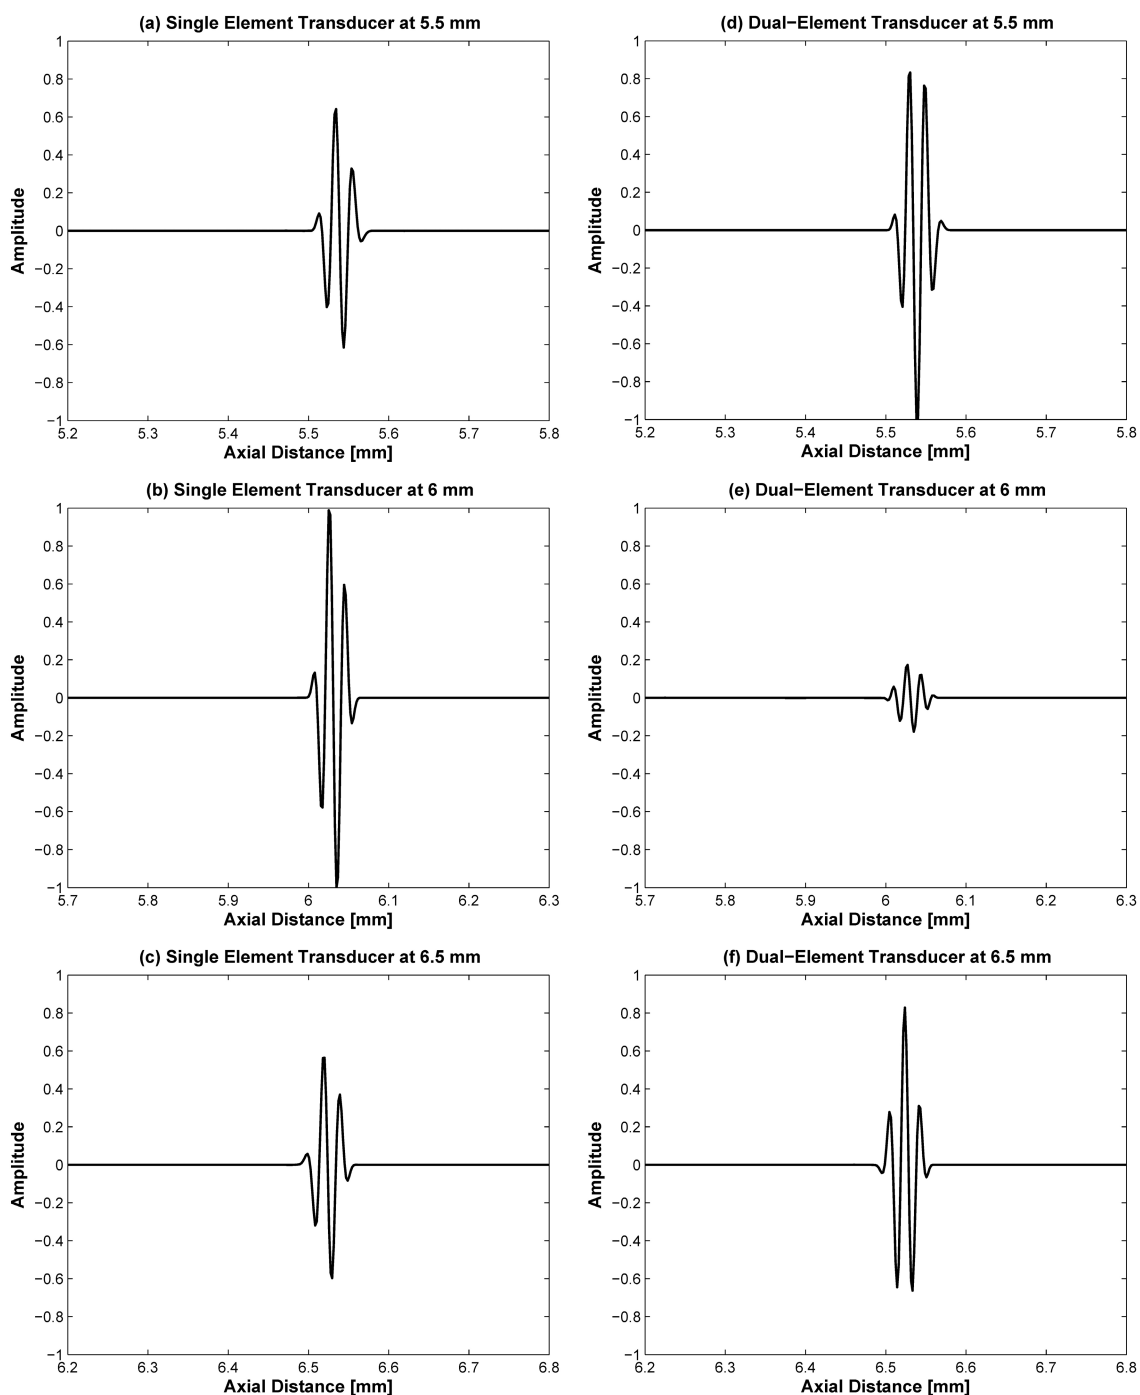 (a) Single Element Transducer at 5.5 mm
1
0.8
0.6
0.4
0.2
0
−0.2
−0.4
−0.6
−0.8
−1
Amplitude
5.2 5.3 5.4 5.5 5.6 5.7 5.8
Axial Distance [mm]
(d) Dual−Element Transducer at 5.5 mm
1
0.8
0.6
0.4
0.2
0
−0.2
−0.4
−0.6
−0.8
−1
Amplitude
5.2 5.3 5.4 5.5 5.6 5.7 5.8
Axial Distance [mm]
(b) Single Element Transducer at 6 mm
1
0.8
0.6
0.4
0.2
0
−0.2
−0.4
−0.6
−0.8
−1
Amplitude
5.7 5.8 5.9 6 6.1 6.2 6.3
Axial Distance [mm]
(e) Dual−Element Transducer at 6 mm
1
0.8
0.6
0.4
0.2
0
−0.2
−0.4
−0.6
−0.8
−1
Amplitude
5.7 5.8 5.9 6 6.1 6.2 6.3
Axial Distance [mm]
(c) Single Element Transducer at 6.5 mm
1
0.8
0.6
0.4
0.2
0
−0.2
−0.4
−0.6
−0.8
−1
Amplitude
6.2 6.3 6.4 6.5 6.6 6.7 6.8
Axial Distance [mm]
(f) Dual−Element Transducer at 6.5 mm
1
0.8
0.6
0.4
0.2
0
−0.2
−0.4
−0.6
−0.8
−1
Amplitude
6.2 6.3 6.4 6.5 6.6 6.7 6.8
Axial Distance [mm]